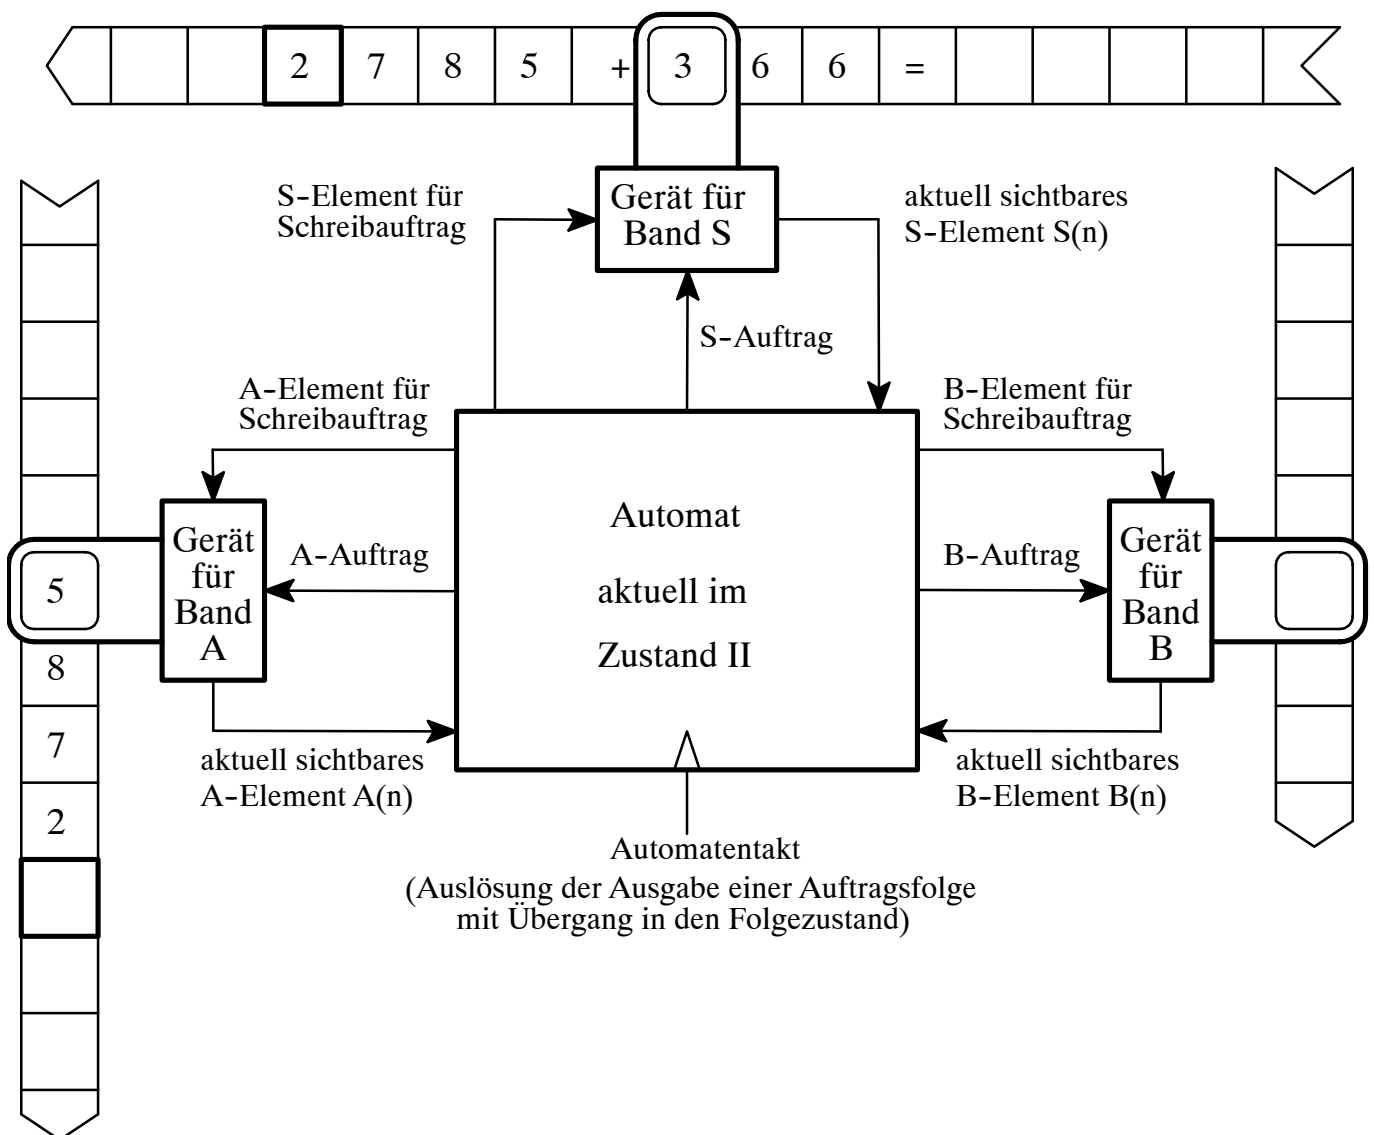 2 7 8 5 + 3 6 6 =
S-Element für
Schreibauftrag
Gerät für
Band S
aktuell sichtbares
S-Element S(n)
S-Auftrag
A-Element für
Schreibauftrag
B-Element für
Schreibauftrag
Gerät
für
Band
A
A-Auftrag
Automat
aktuell im
Zustand II
B-Auftrag
Gerät
für
Band
B
5
8
7
2
aktuell sichtbares
A-Element A(n)
aktuell sichtbares
B-Element B(n)
Automatentakt
(Auslösung der Ausgabe einer Auftragsfolge
mit Übergang in den Folgezustand)